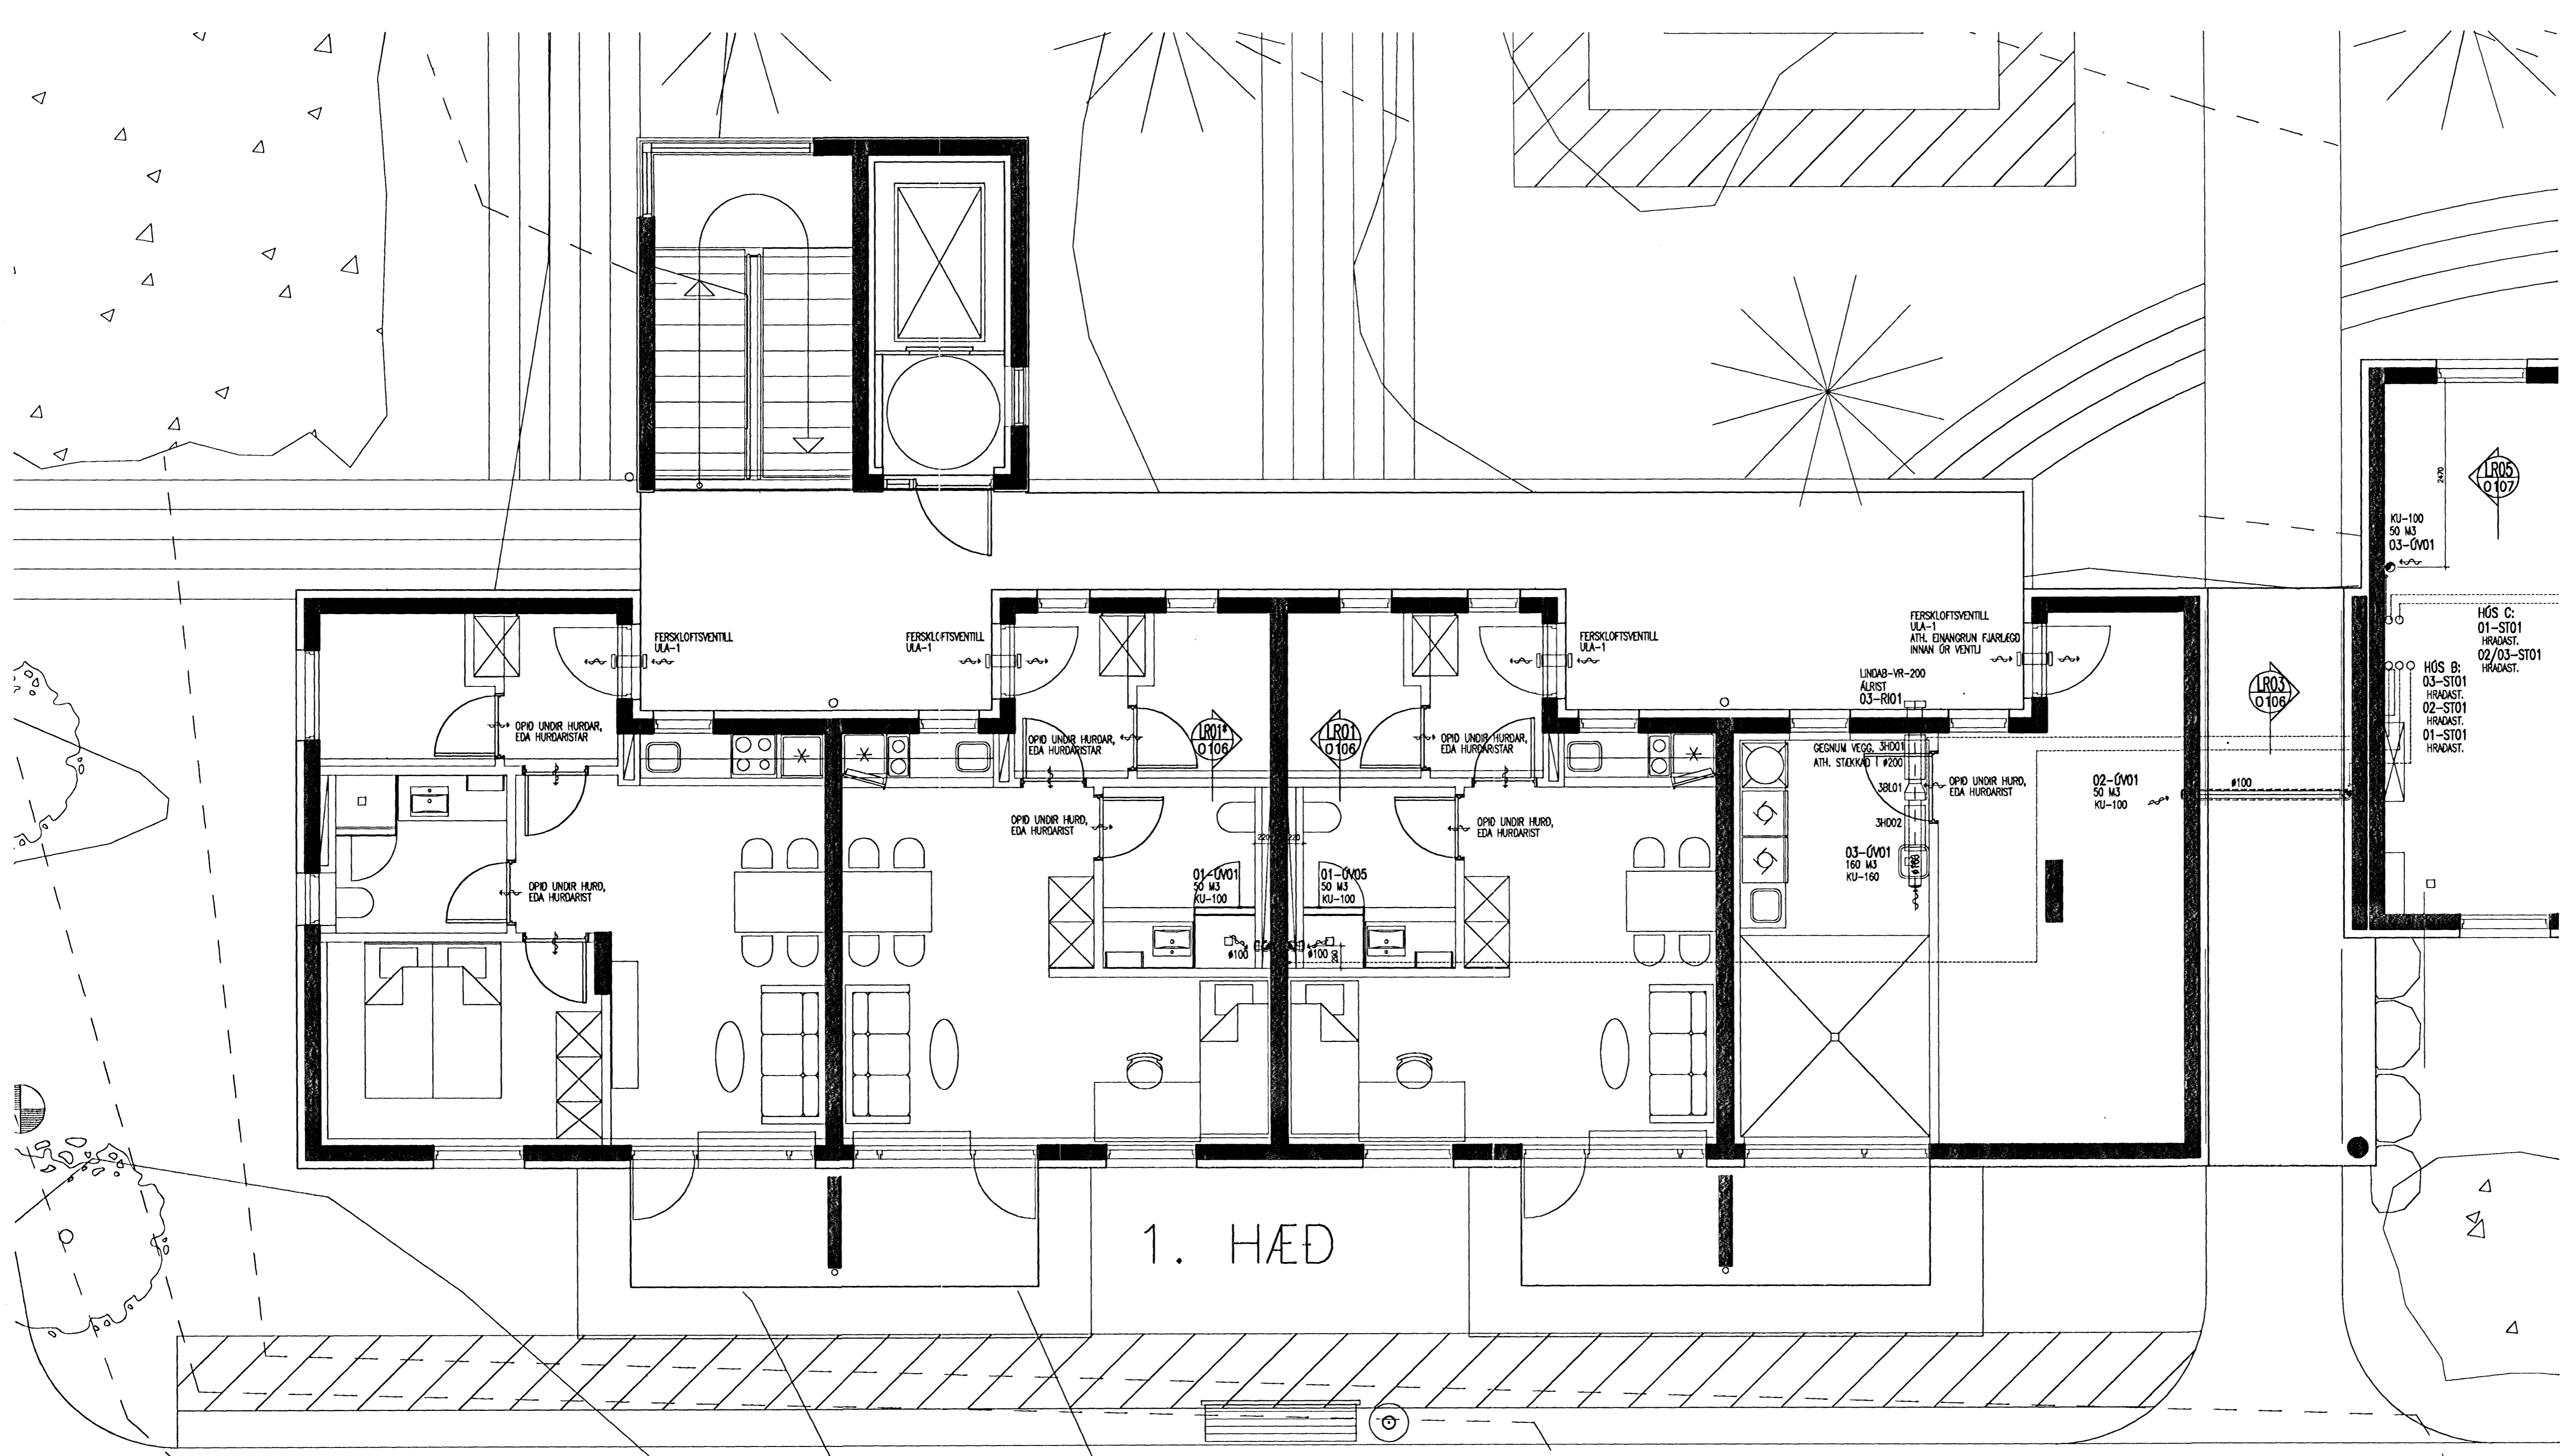 KU-100
50 M3
03-ÚV01
2470
LR05
0107
HÚS C:
01-ST01
HRAÐAST.
02/03-ST01
HRAÐAST.
HÚS B:
03-ST01
HRAÐAST.
02-ST01
HRAÐAST.
01-ST01
HRAÐAST.
FERSKLOFTSVENTILL
ULA-1
FERSKLOFTSVENTILL
ULA-1
FERSKLOFTSVENTILL
ULA-1
FERSKLOFTSVENTILL
ULA-1
ATH. EINANGRUN FJARLÆGÐ
INNAN ÚR VENTLI
LINDAB-VR-200
ÁLRIST
03-RI01
LR03
0106
OPIÐ UNDIR HURÐAR,
EÐA HURÐARISTAR
OPIÐ UNDIR HURÐAR,
EÐA HURÐARISTAR
LR01*
0106
LR01
0106
OPIÐ UNDIR HURÐAR,
EÐA HURÐARISTAR
GEGNUM VEGG, 3HD01
ATH. STÆKKAÐ Í ø200
3BL01
OPIÐ UNDIR HURÐ,
EÐA HURÐARIST
02-ÚV01
50 M3
KU-100
ø100
OPIÐ UNDIR HURÐ,
EÐA HURÐARIST
220
220
OPIÐ UNDIR HURÐ,
EÐA HURÐARIST
3HD02
03-ÚV01
160 M3
KU-160
ø160
OPIÐ UNDIR HURÐ,
EÐA HURÐARIST
01-ÚV01
50 M3
KU-100
01-ÚV05
50 M3
KU-100
ø100
ø100
290
1. HÆÐ